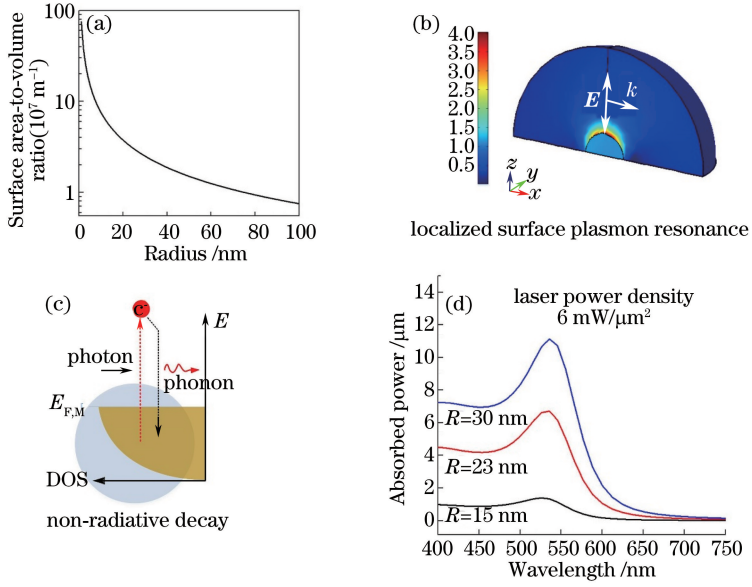 (a)
Surface area-to-volume
ratio(10⁷ m⁻¹)
100
10
1
0 20 40 60 80 100
Radius /nm
(b)
4.0
3.5
3.0
2.5
2.0
1.5
1.0
0.5
E
k
z
y
x
localized surface plasmon resonance
(c)
c⁻
E
photon
phonon
E_F,M
DOS
non-radiative decay
(d)
laser power density
6 mW/μm²
Absorbed power /μm
14
12
10
8
6
4
2
0
R=30 nm
R=23 nm
R=15 nm
400 450 500 550 600 650 700 750
Wavelength /nm